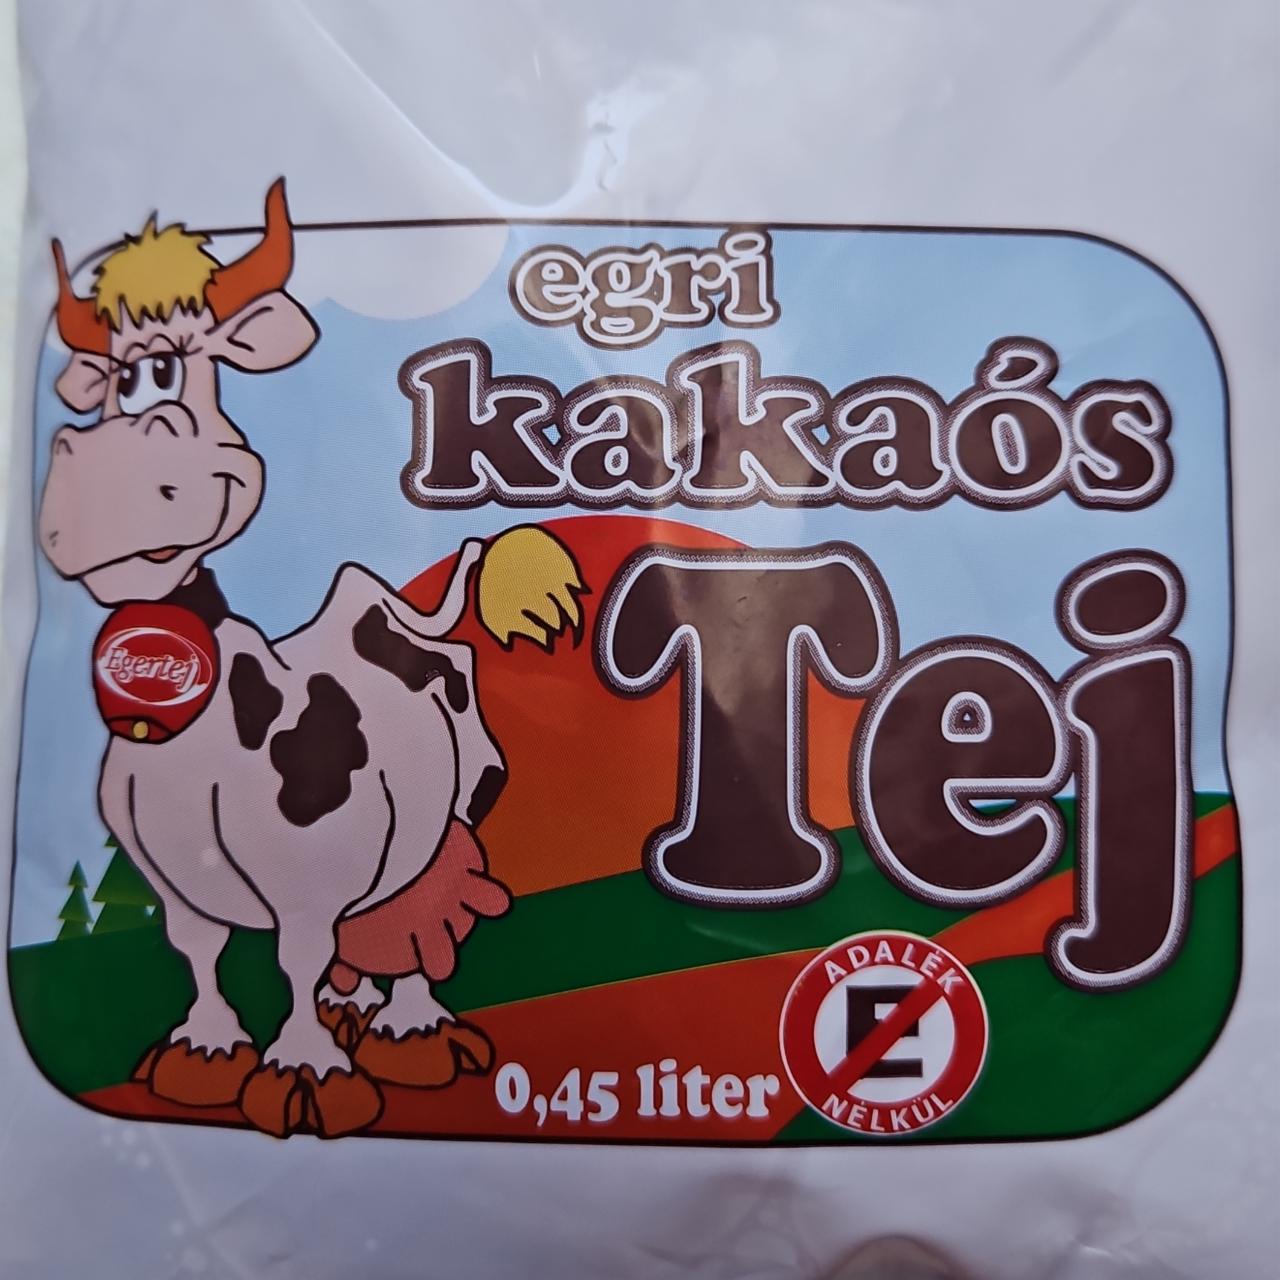 egri
kakaós
Tej
Egertej
0,45 liter
ADALÉK
E
NÉLKÜL